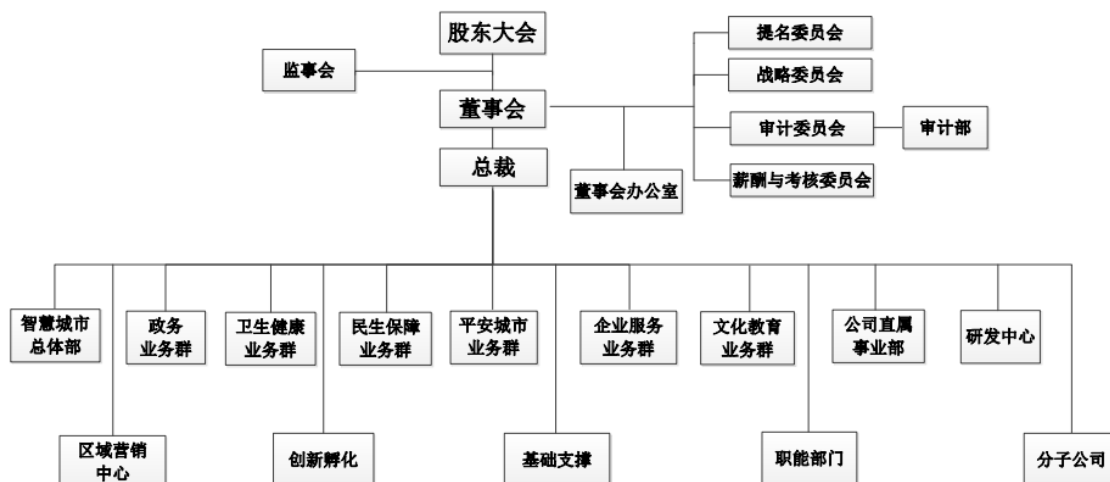 股东大会
提名委员会
监事会
战略委员会
董事会
审计委员会
审计部
总裁
董事会办公室
薪酬与考核委员会
智慧城市
总体部
政务
业务群
卫生健康
业务群
民生保障
业务群
平安城市
业务群
企业服务
业务群
文化教育
业务群
公司直属
事业部
研发中心
区域营销
中心
创新孵化
基础支撑
职能部门
分子公司